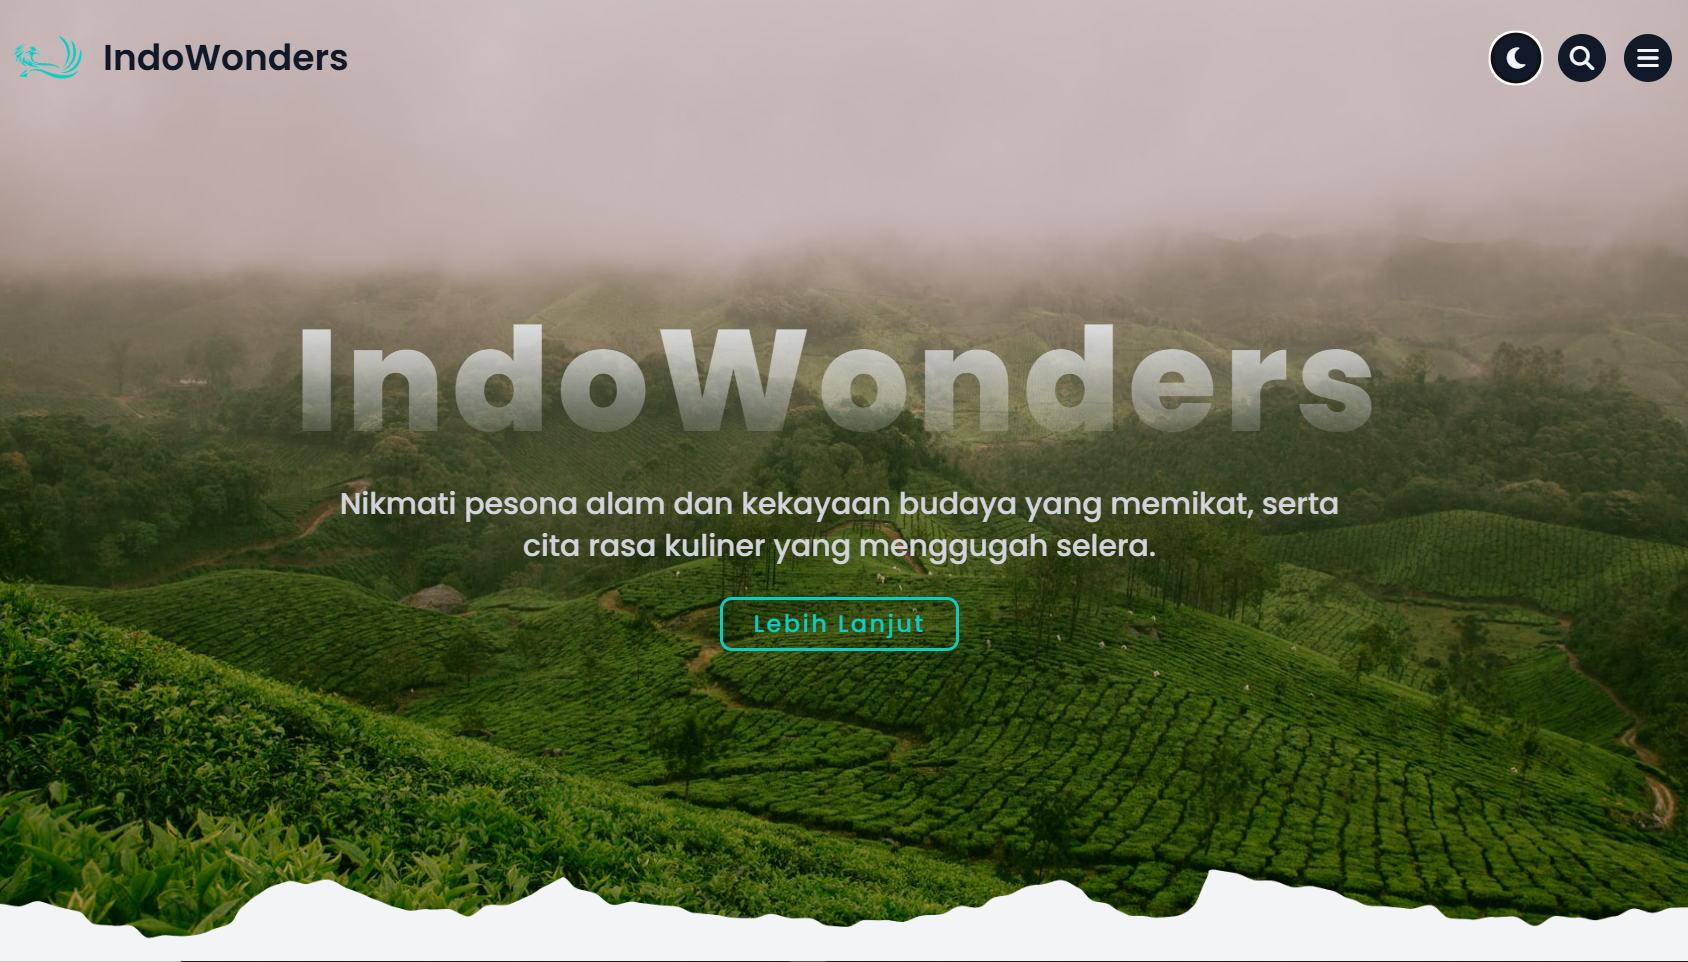 IndoWonders
IndoWonders
Nikmati pesona alam dan kekayaan budaya yang memikat, serta
cita rasa kuliner yang menggugah selera.
Lebih Lanjut